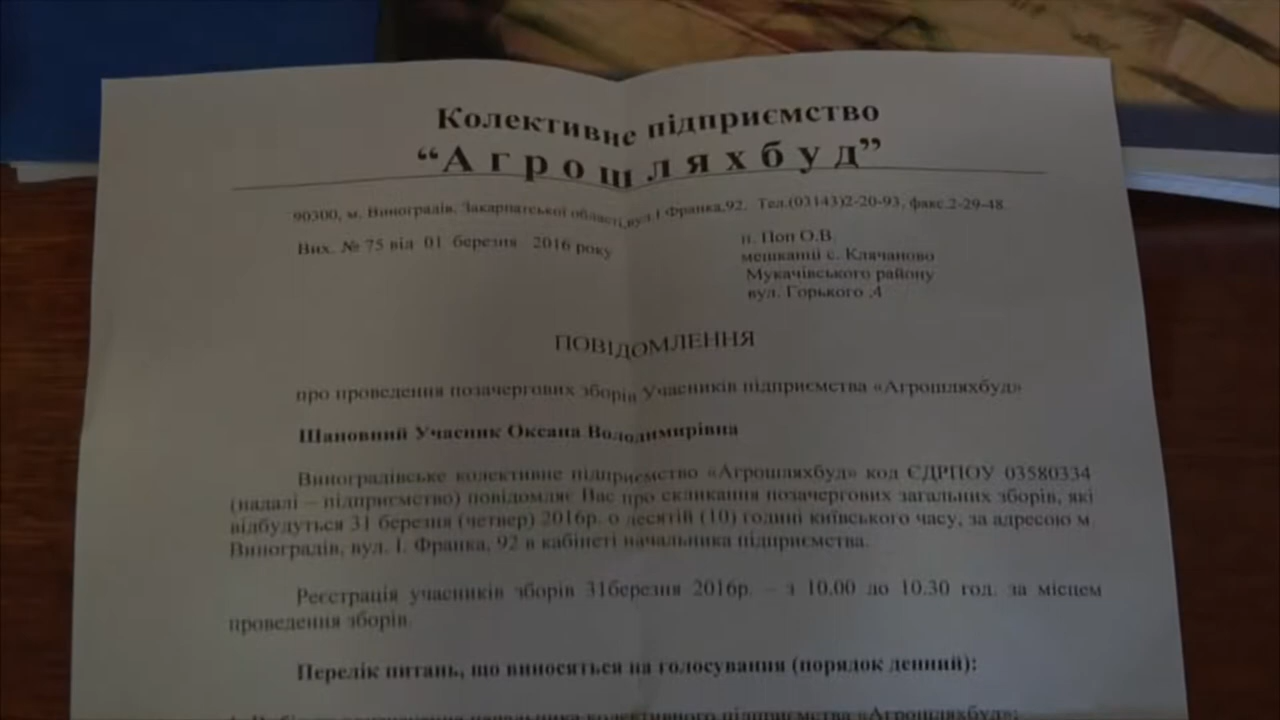 Колективне підприємство
“Агрошляхбуд”
90300, м. Виноградів, Закарпатської області,вул.І Франка,92. Тел.(03143)2-20-93, факс.2-29-48.
Вих. № 75 від 01 березня 2016 року
п. Поп О.В.
мешканці с. Клячаново
Мукачівського району
вул. Горького ,4
ПОВІДОМЛЕННЯ
про проведення позачергових зборів Учасників підприємства «Агрошляхбуд»
Шановний Учасник Оксана Володимирівна
Виноградівське колективне підприємство «Агрошляхбуд» код ЄДРПОУ 03580334
(надалі – підприємство) повідомляє Вас про скликання позачергових загальних зборів, які
відбудуться 31 березня (четвер) 2016р. о десятій (10) годині київського часу, за адресою м.
Виноградів, вул. І. Франка, 92 в кабінеті начальника підприємства.
Реєстрація учасників зборів 31березня 2016р. – з 10.00 до 10.30 год. за місцем
проведення зборів.
Перелік питань, що виносяться на голосування (порядок денний):
начальника колективного підприємства «Агрошляхбуд»;